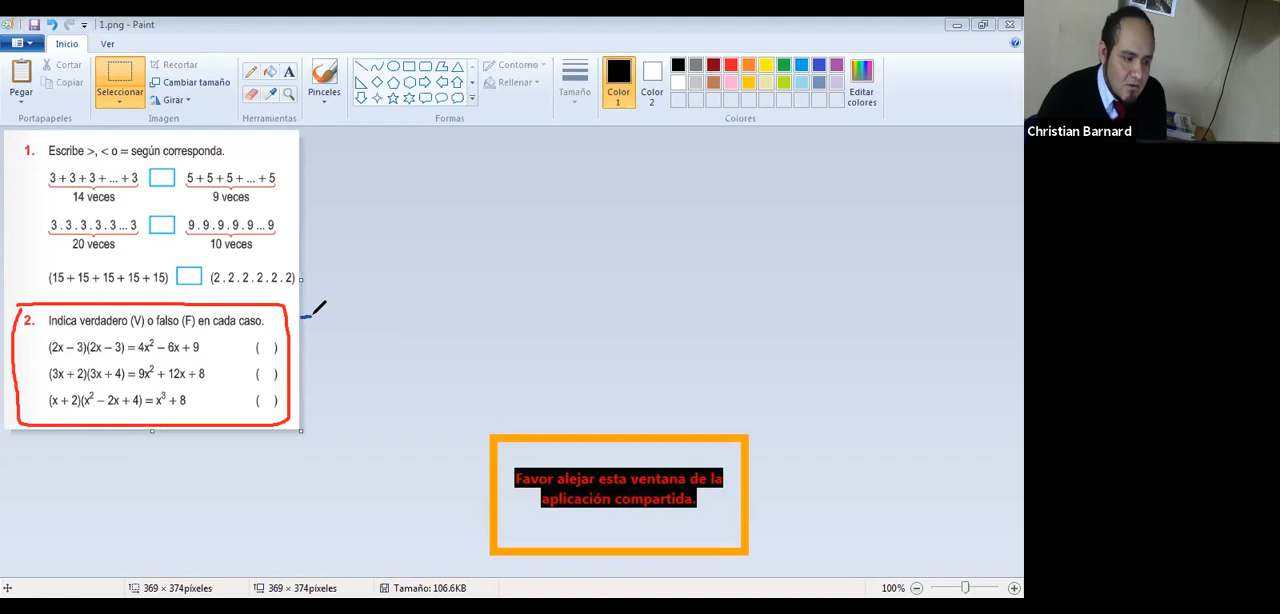 1.png - Paint
Inicio
Ver
Pegar
Cortar
Copiar
Portapapeles
Seleccionar
Recortar
Cambiar tamaño
Girar
Imagen
A
Herramientas
Pinceles
Contorno
Rellenar
Formas
Tamaño
Color 1
Color 2
Editar colores
Colores
Christian Barnard
1. Escribe >, < o = según corresponda.
3 + 3 + 3 + ... + 3 5 + 5 + 5 + ... + 5
14 veces 9 veces
3 . 3 . 3 . 3 . 3 ... 3 9 . 9 . 9 . 9 . 9 ... 9
20 veces 10 veces
(15 + 15 + 15 + 15 + 15) (2 . 2 . 2 . 2 . 2 . 2)
2. Indica verdadero (V) o falso (F) en cada caso.
(2x – 3)(2x – 3) = 4x² – 6x + 9 ( )
(3x + 2)(3x + 4) = 9x² + 12x + 8 ( )
(x + 2)(x² – 2x + 4) = x³ + 8 ( )
Favor alejar esta ventana de la
aplicación compartida.
369 × 374píxeles
369 × 374píxeles
Tamaño: 106.6KB
100%